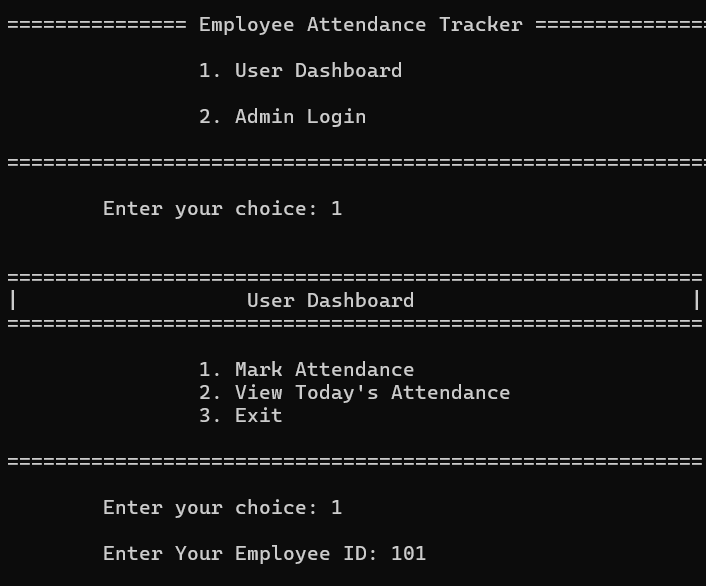 =============== Employee Attendance Tracker ===============
1. User Dashboard
2. Admin Login
===========================================================
Enter your choice: 1
==========================================================
| User Dashboard |
==========================================================
1. Mark Attendance
2. View Today's Attendance
3. Exit
==========================================================
Enter your choice: 1
Enter Your Employee ID: 101